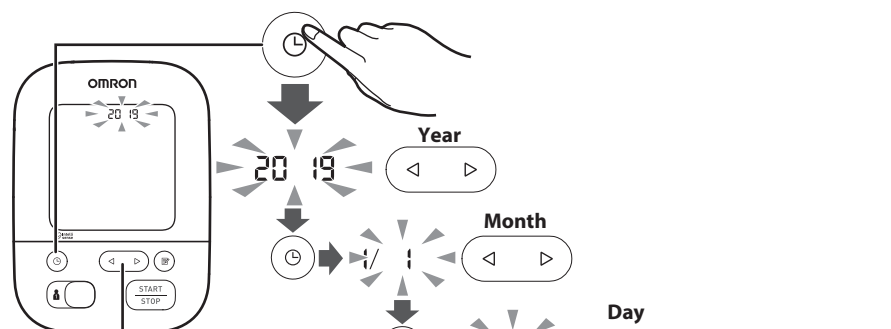 OMRON
20 19
Year
20 19
Month
1/ 1
START
STOP
Day